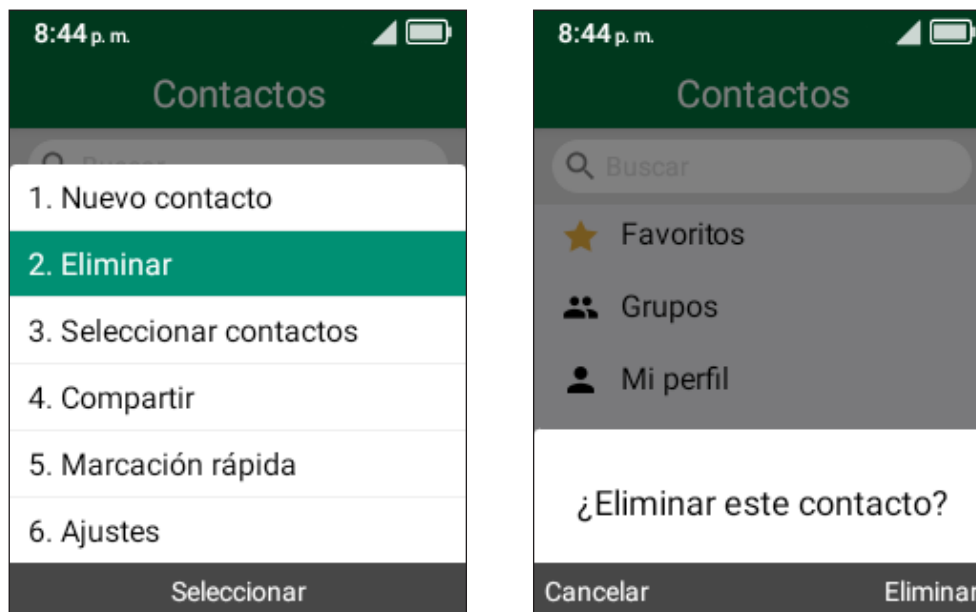 8:44 p. m.
Contactos
Buscar
1. Nuevo contacto
2. Eliminar
3. Seleccionar contactos
4. Compartir
5. Marcación rápida
6. Ajustes
Seleccionar
8:44 p. m.
Contactos
Buscar
Favoritos
Grupos
Mi perfil
¿Eliminar este contacto?
Cancelar Eliminar